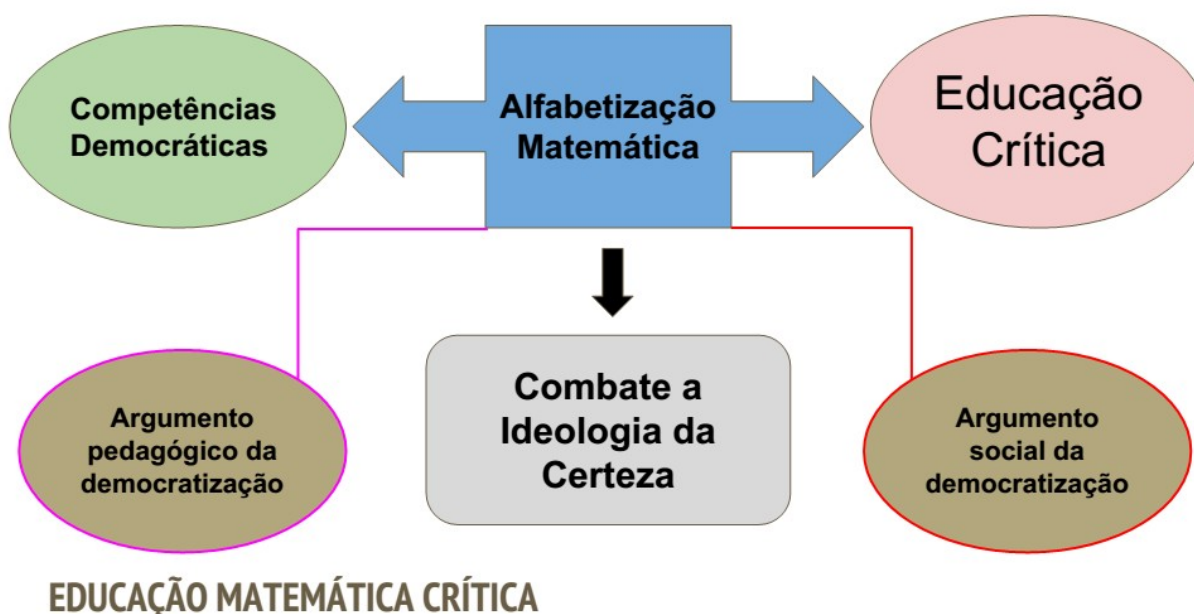 Competências
Democráticas
Alfabetização
Matemática
Educação
Crítica
Argumento
pedagógico da
democratização
Combate a
Ideologia da
Certeza
Argumento
social da
democratização
EDUCAÇÃO MATEMÁTICA CRÍTICA